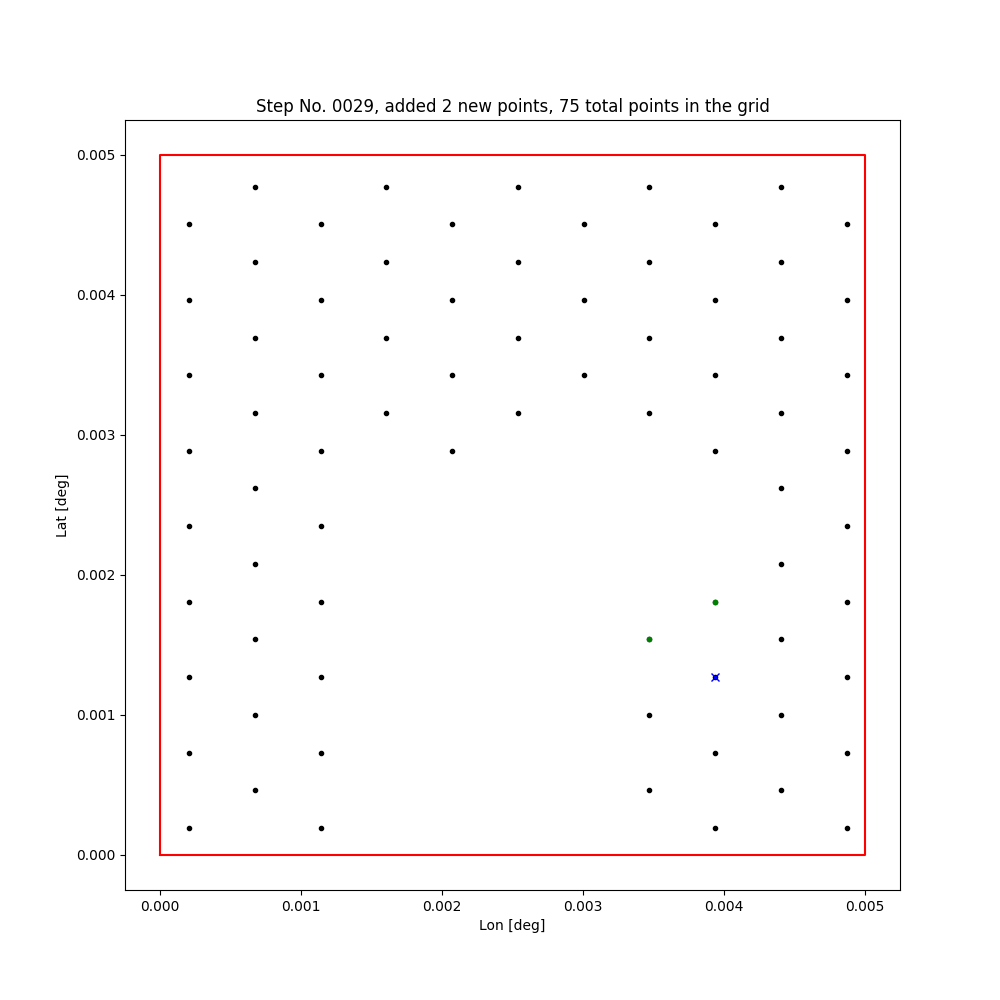 Step No. 0029, added 2 new points, 75 total points in the grid
0.005
0.004
0.003
0.002
0.001
0.000
Lat [deg]
0.000 0.001 0.002 0.003 0.004 0.005
Lon [deg]